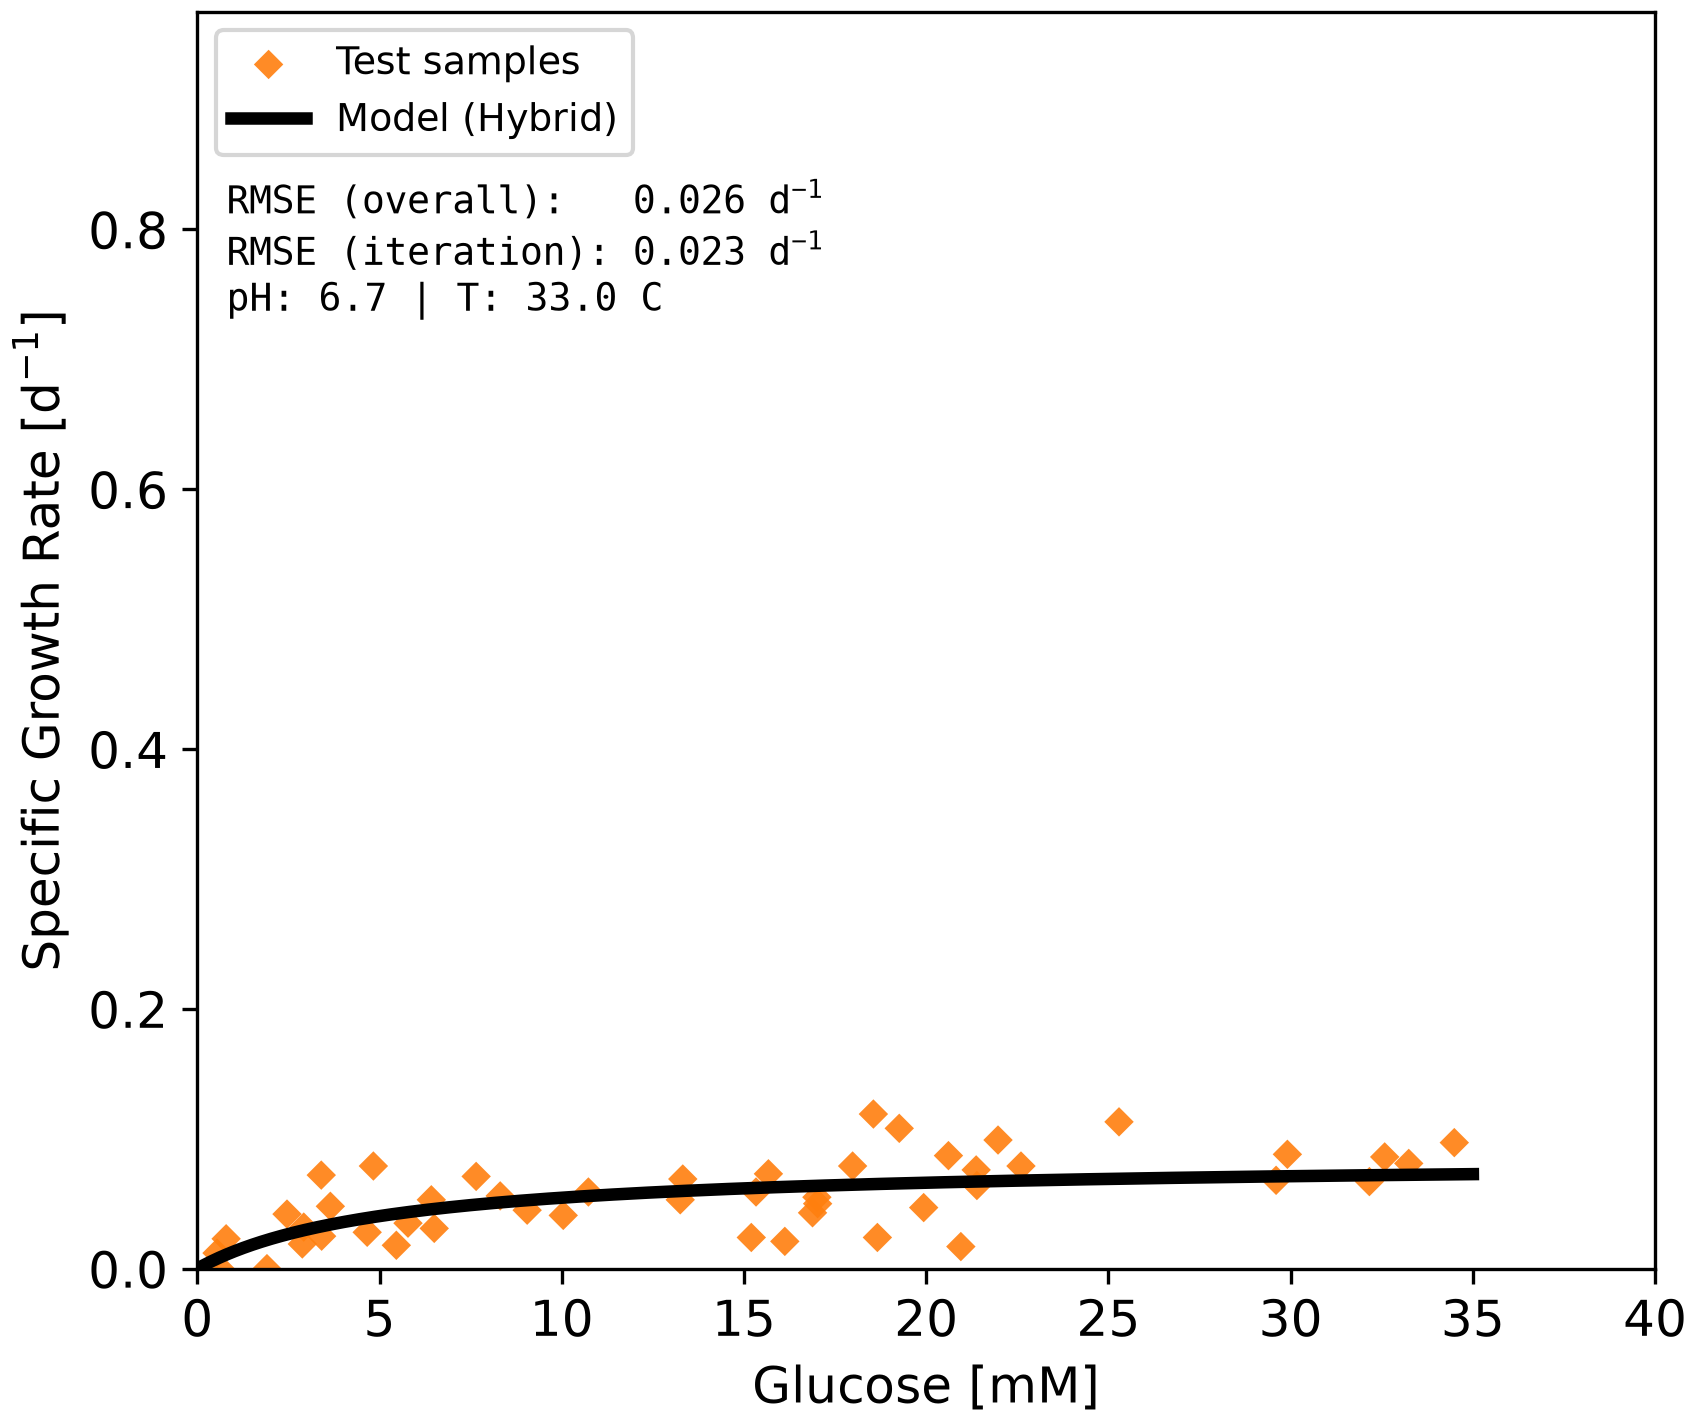 Test samples
Model (Hybrid)
RMSE (overall):   0.026 d⁻¹
RMSE (iteration): 0.023 d⁻¹
pH: 6.7 | T: 33.0 C
Specific Growth Rate [d⁻¹]
0.8
0.6
0.4
0.2
0.0
0 5 10 15 20 25 30 35 40
Glucose [mM]